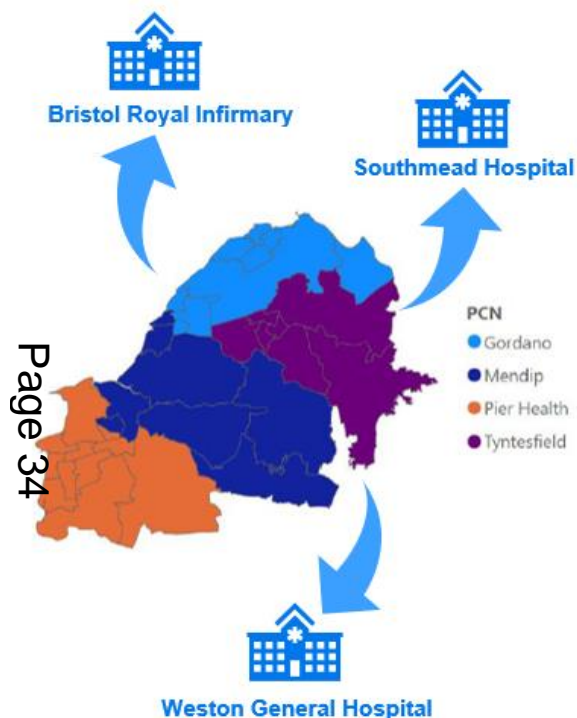 Bristol Royal Infirmary
Southmead Hospital
PCN
Gordano
Mendip
Pier Health
Tyntesfield
Page 34
Weston General Hospital